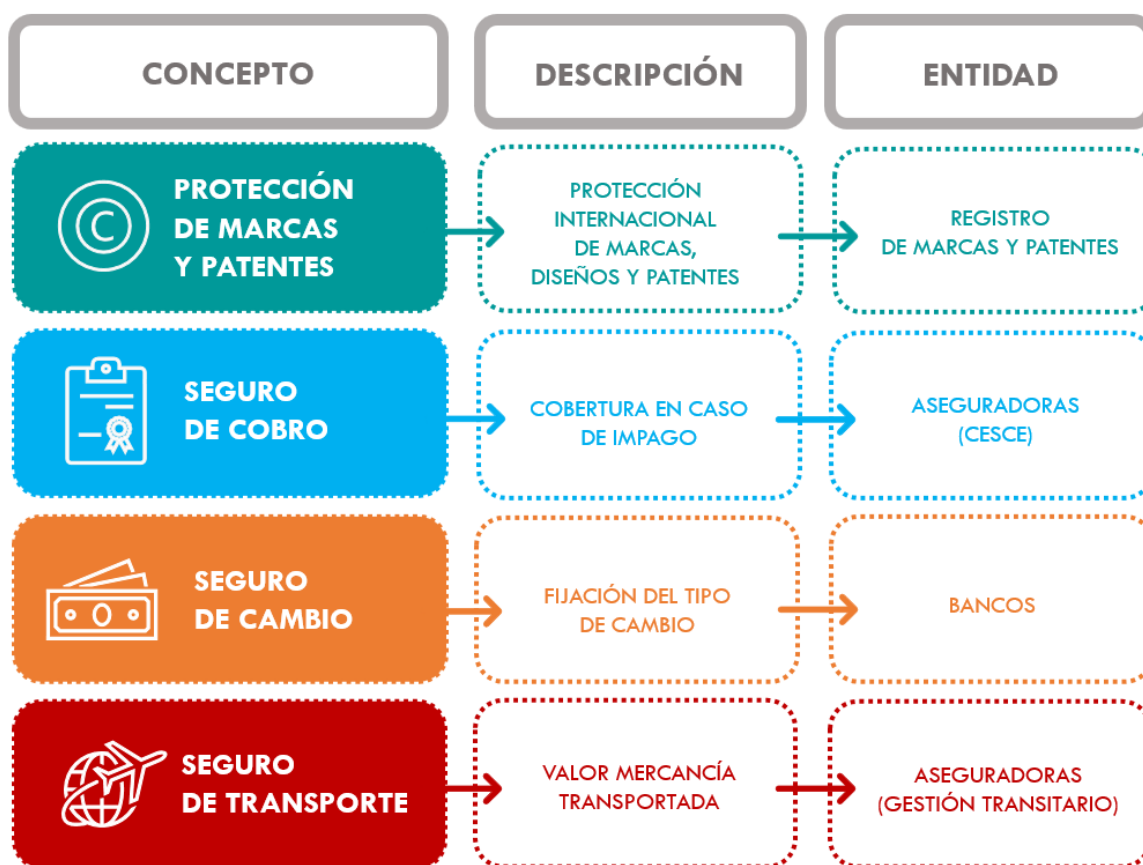 CONCEPTO
DESCRIPCIÓN
ENTIDAD
C
PROTECCIÓN
DE MARCAS
Y PATENTES
PROTECCIÓN
INTERNACIONAL
DE MARCAS,
DISEÑOS Y PATENTES
REGISTRO
DE MARCAS Y PATENTES
SEGURO
DE COBRO
COBERTURA EN CASO
DE IMPAGO
ASEGURADORAS
(CESCE)
SEGURO
DE CAMBIO
FIJACIÓN DEL TIPO
DE CAMBIO
BANCOS
SEGURO
DE TRANSPORTE
VALOR MERCANCÍA
TRANSPORTADA
ASEGURADORAS
(GESTIÓN TRANSITARIO)